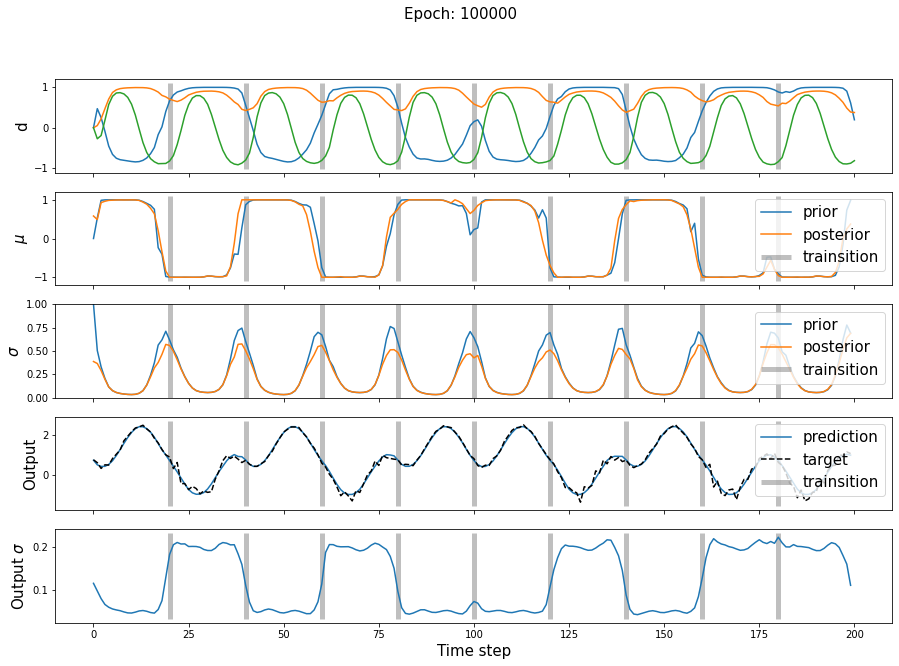 Epoch: 100000
d
1
0
−1
μ
1
0
−1
prior
posterior
trainsition
σ
1.00
0.75
0.50
0.25
0.00
prior
posterior
trainsition
Output
2
0
prediction
target
trainsition
Output σ
0.2
0.1
0 25 50 75 100 125 150 175 200
Time step